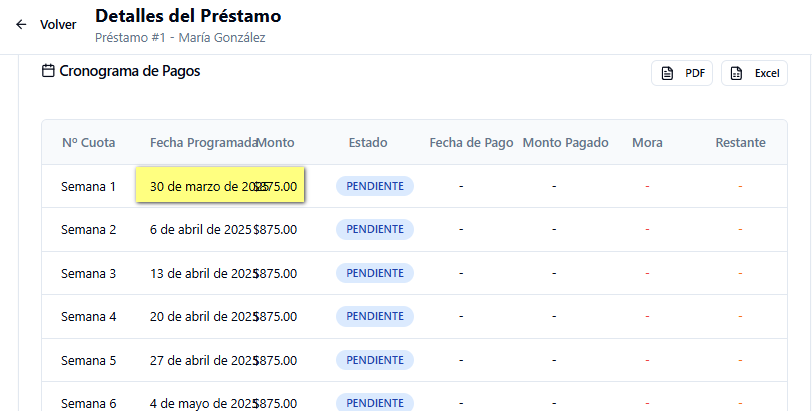 Volver
Detalles del Préstamo
Préstamo #1 - María González
Cronograma de Pagos
PDF
Excel
Nº Cuota Fecha Programada Monto Estado Fecha de Pago Monto Pagado Mora Restante
Semana 1 30 de marzo de 2025 $875.00 PENDIENTE - - - -
Semana 2 6 de abril de 2025 $875.00 PENDIENTE - - - -
Semana 3 13 de abril de 2025 $875.00 PENDIENTE - - - -
Semana 4 20 de abril de 2025 $875.00 PENDIENTE - - - -
Semana 5 27 de abril de 2025 $875.00 PENDIENTE - - - -
Semana 6 4 de mayo de 2025 $875.00 PENDIENTE - - - -